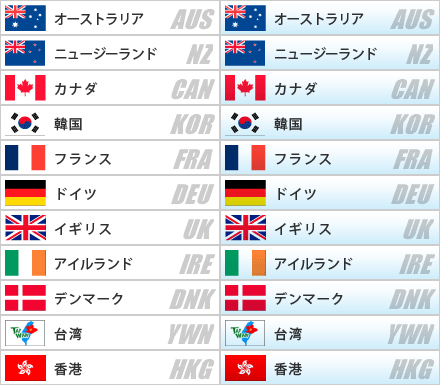 オーストラリア AUS オーストラリア AUS
ニュージーランド NZ ニュージーランド NZ
カナダ CAN カナダ CAN
韓国 KOR 韓国 KOR
フランス FRA フランス FRA
ドイツ DEU ドイツ DEU
イギリス UK イギリス UK
アイルランド IRE アイルランド IRE
デンマーク DNK デンマーク DNK
TAIWAN 台湾 YWN TAIWAN 台湾 YWN
香港 HKG 香港 HKG